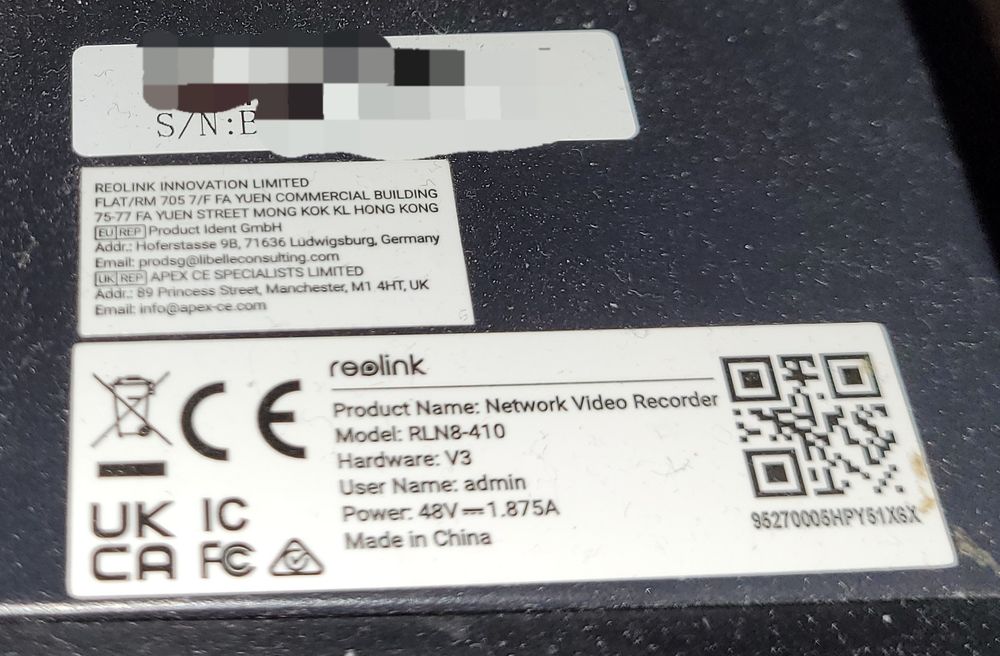 S/N:E
REOLINK INNOVATION LIMITED
FLAT/RM 705 7/F FA YUEN COMMERCIAL BUILDING
75-77 FA YUEN STREET MONG KOK KL HONG KONG
EU REP Product Ident GmbH
Addr.: Hoferstasse 9B, 71636 Ludwigsburg, Germany
Email: prodsg@libelleconsulting.com
UK REP APEX CE SPECIALISTS LIMITED
Addr.: 89 Princess Street, Manchester, M1 4HT, UK
Email: info@apex-ce.com
reolink
Product Name: Network Video Recorder
Model: RLN8-410
Hardware: V3
User Name: admin
Power: 48V⎓1.875A
Made in China
CE
UK CA
IC
FC
95270005HPY51X6X